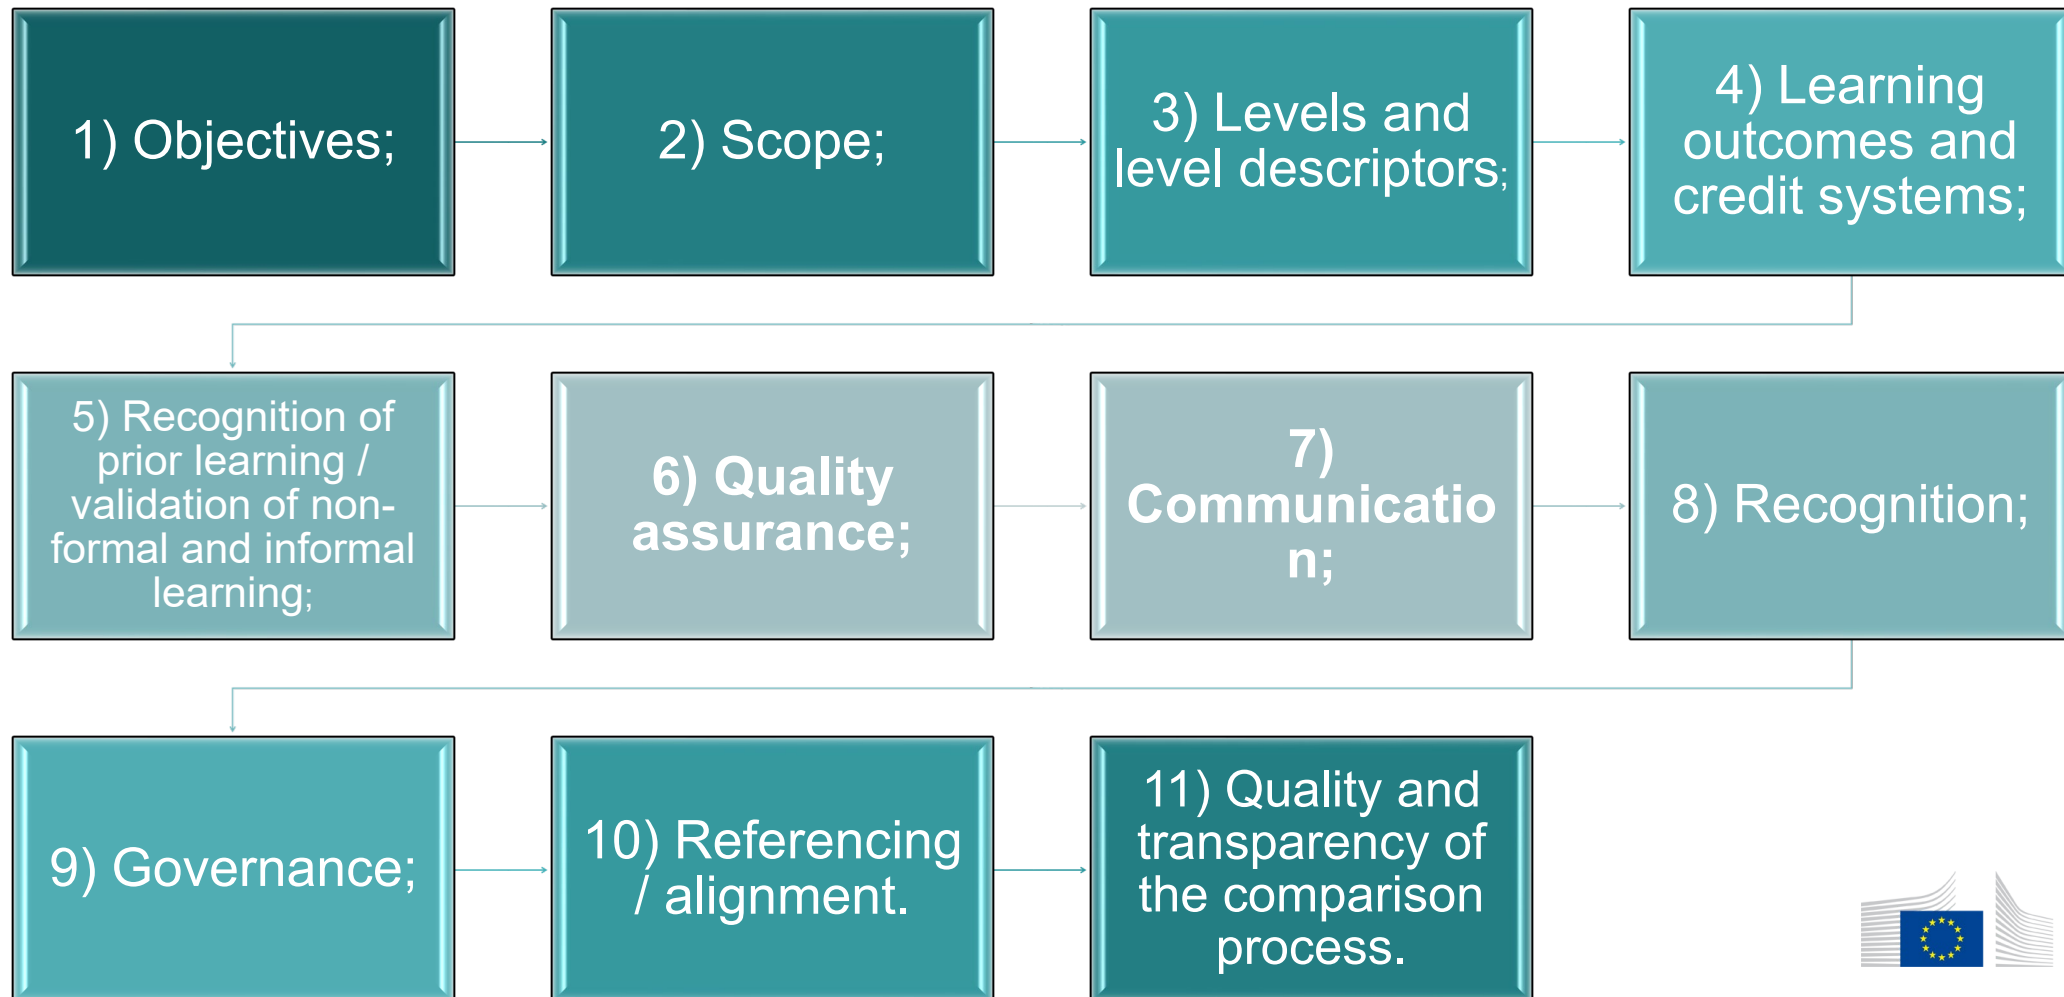 1) Objectives;
2) Scope;
3) Levels and
level descriptors;
4) Learning
outcomes and
credit systems;
5) Recognition of
prior learning /
validation of non-
formal and informal
learning;
6) Quality
assurance;
7)
Communicatio
n;
8) Recognition;
9) Governance;
10) Referencing
/ alignment.
11) Quality and
transparency of
the comparison
process.